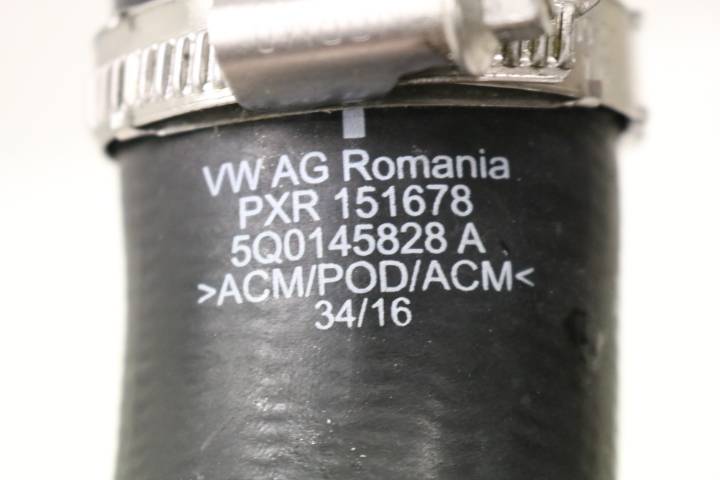 VW AG Romania
PXR 151678
5Q0145828 A
>ACM/POD/ACM<
34/16